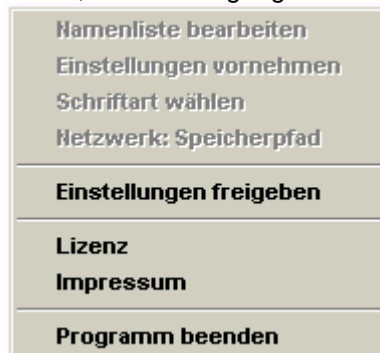 Namenliste bearbeiten
Einstellungen vornehmen
Schriftart wählen
Netzwerk: Speicherpfad
Einstellungen freigeben
Lizenz
Impressum
Programm beenden